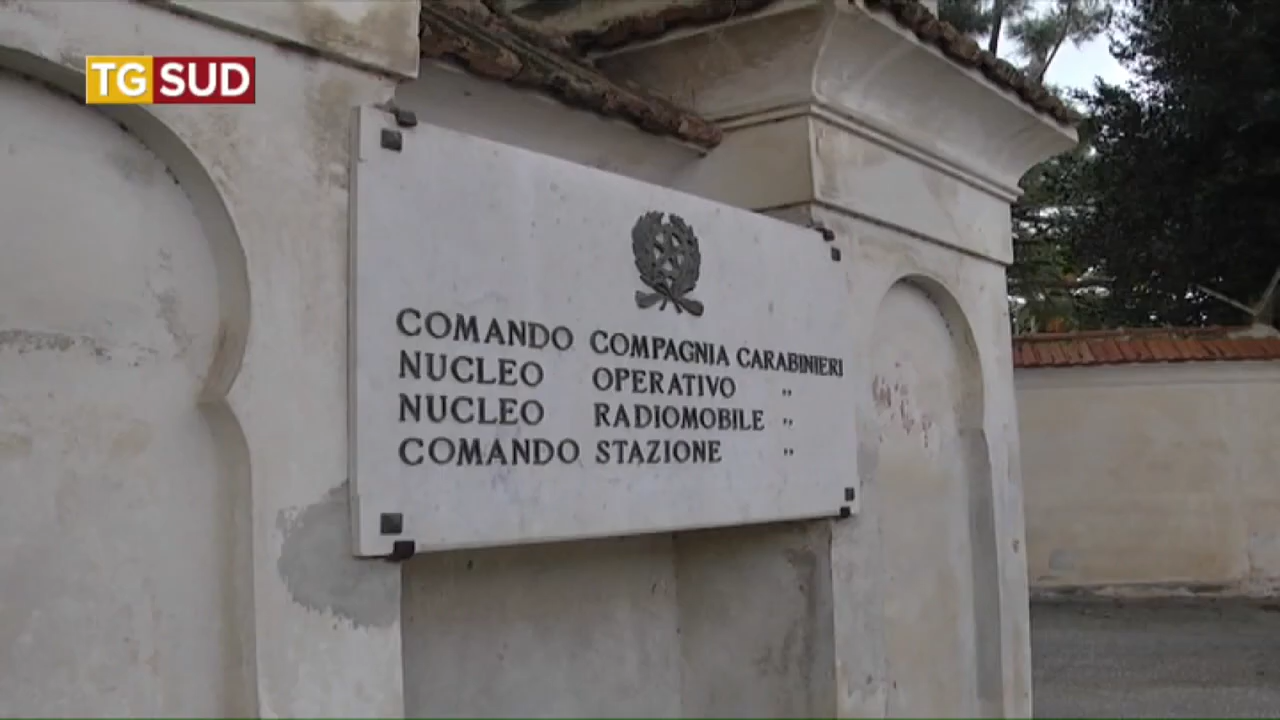 TG SUD
COMANDO COMPAGNIA CARABINIERI
NUCLEO OPERATIVO "
NUCLEO RADIOMOBILE "
COMANDO STAZIONE "